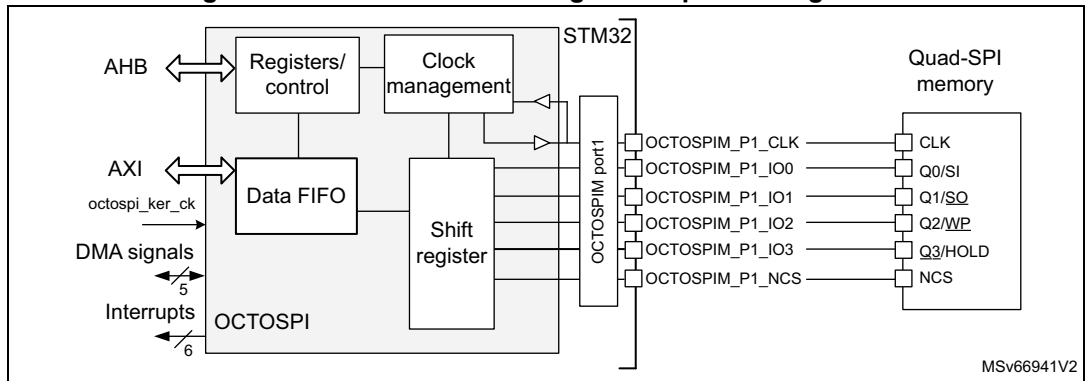 STM32
Registers/
control
Clock
management
AHB
AXI
octospi_ker_ck
DMA signals
5
Interrupts
6
Data FIFO
Shift
register
OCTOSPI
OCTOSPIM port1
OCTOSPIM_P1_CLK
OCTOSPIM_P1_IO0
OCTOSPIM_P1_IO1
OCTOSPIM_P1_IO2
OCTOSPIM_P1_IO3
OCTOSPIM_P1_NCS
Quad-SPI
memory
CLK
Q0/SI
Q1/SO
Q2/WP
Q3/HOLD
NCS
MSv66941V2